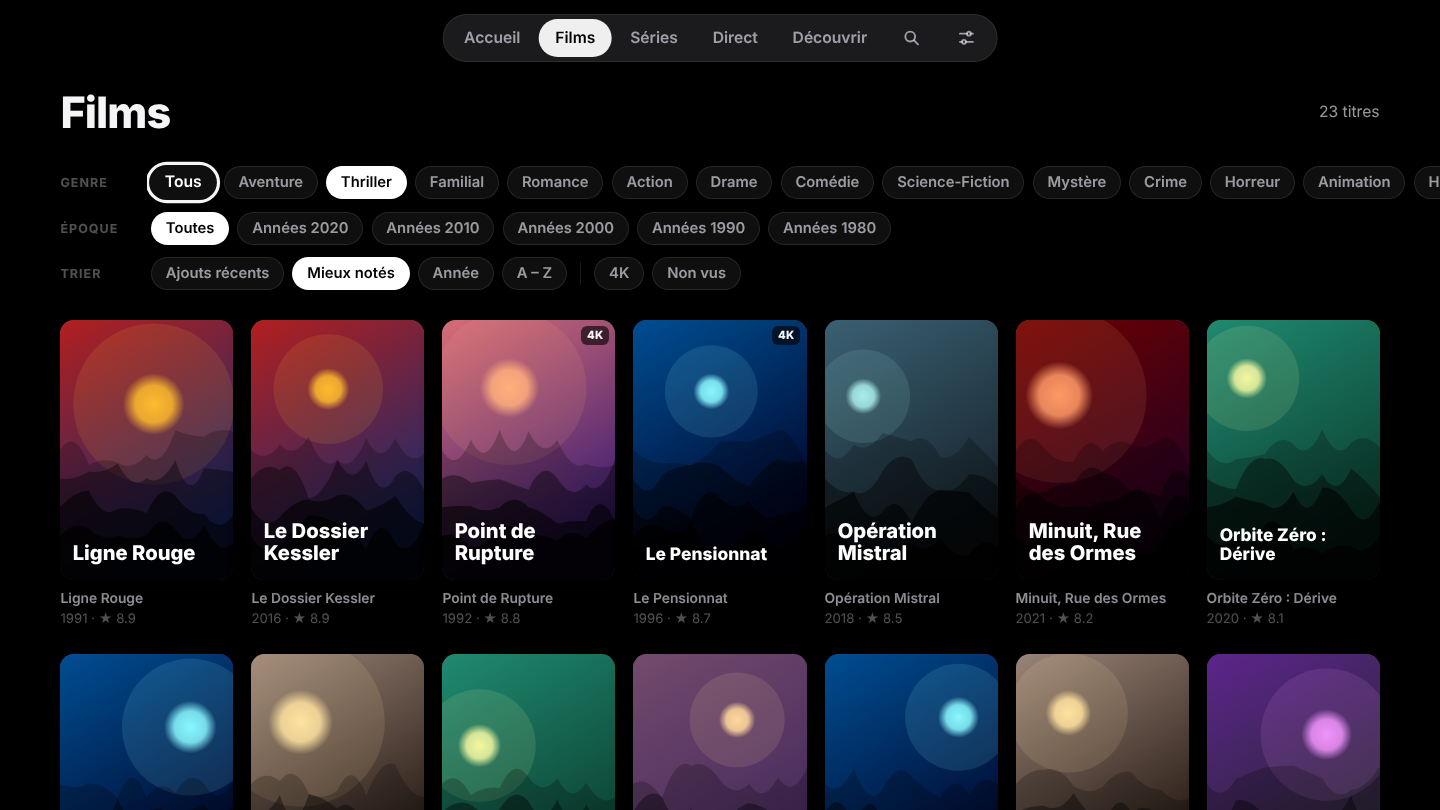 Accueil Films Séries Direct Découvrir
Films
23 titres
GENRE Tous Aventure Thriller Familial Romance Action Drame Comédie Science-Fiction Mystère Crime Horreur Animation
ÉPOQUE Toutes Années 2020 Années 2010 Années 2000 Années 1990 Années 1980
TRIER Ajouts récents Mieux notés Année A – Z 4K Non vus
Ligne Rouge
Le Dossier
Kessler
4K
Point de
Rupture
4K
Le Pensionnat
Opération
Mistral
Minuit, Rue
des Ormes
Orbite Zéro :
Dérive
Ligne Rouge
1991 · ★ 8.9
Le Dossier Kessler
2016 · ★ 8.9
Point de Rupture
1992 · ★ 8.8
Le Pensionnat
1996 · ★ 8.7
Opération Mistral
2018 · ★ 8.5
Minuit, Rue des Ormes
2021 · ★ 8.2
Orbite Zéro : Dérive
2020 · ★ 8.1